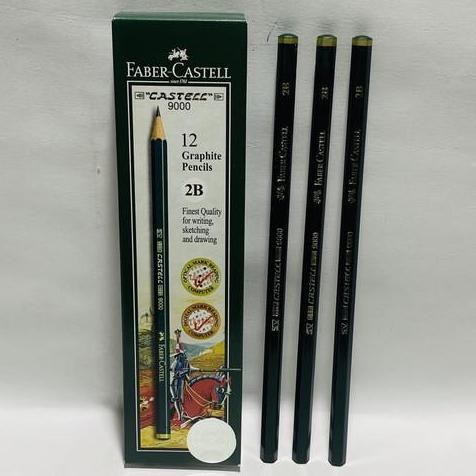 FABER-CASTELL
since 1761
"CASTELL"
9000
12
Graphite
Pencils
2B
Finest Quality
for writing,
sketching
and drawing
CASTELL 9000
FABER-CASTELL
2B
FABER-CASTELL
CASTELL 9000
2B
FABER-CASTELL
CASTELL 9000
2B
FABER-CASTELL
CASTELL 9000